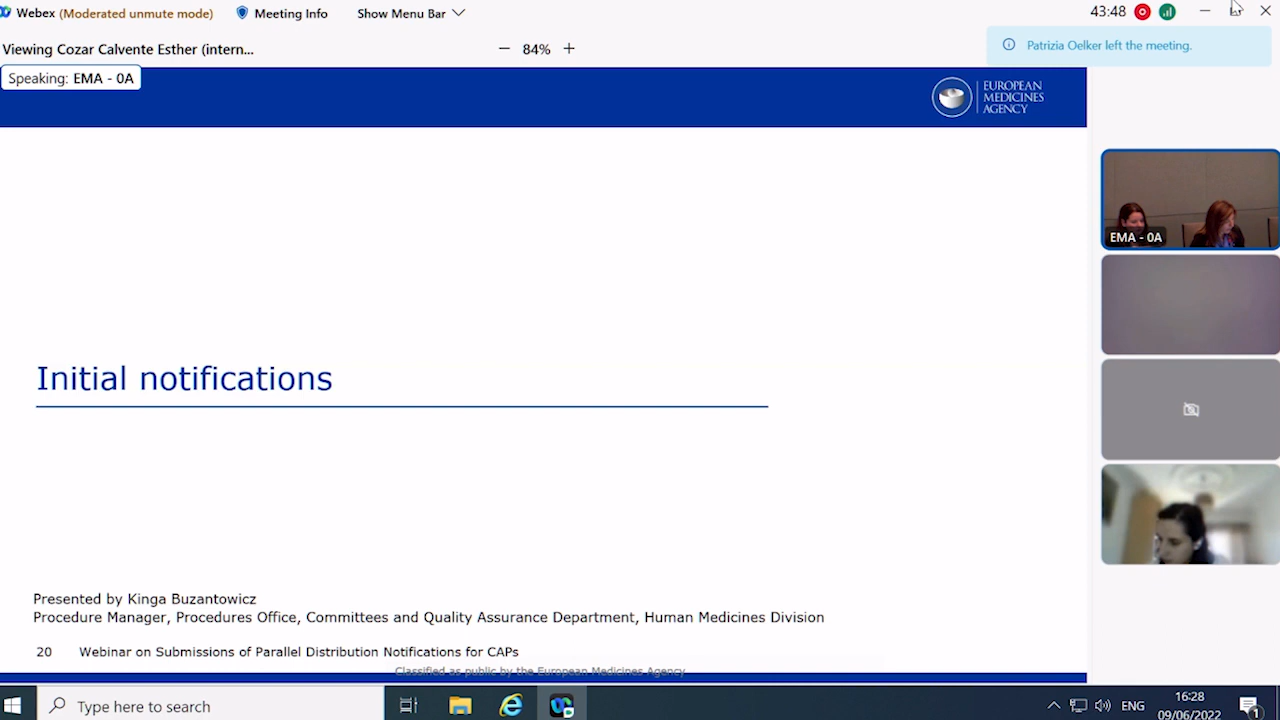 Webex (Moderated unmute mode) Meeting Info Show Menu Bar 43:48
Viewing Cozar Calvente Esther (intern... 84% Patrizia Oelker left the meeting.
Speaking: EMA - 0A
EUROPEAN
MEDICINES
AGENCY
EMA - 0A
Initial notifications
Presented by Kinga Buzantowicz
Procedure Manager, Procedures Office, Committees and Quality Assurance Department, Human Medicines Division
20 Webinar on Submissions of Parallel Distribution Notifications for CAPs
Classified as public by the European Medicines Agency
Type here to search ENG 16:28
09/06/2022 1